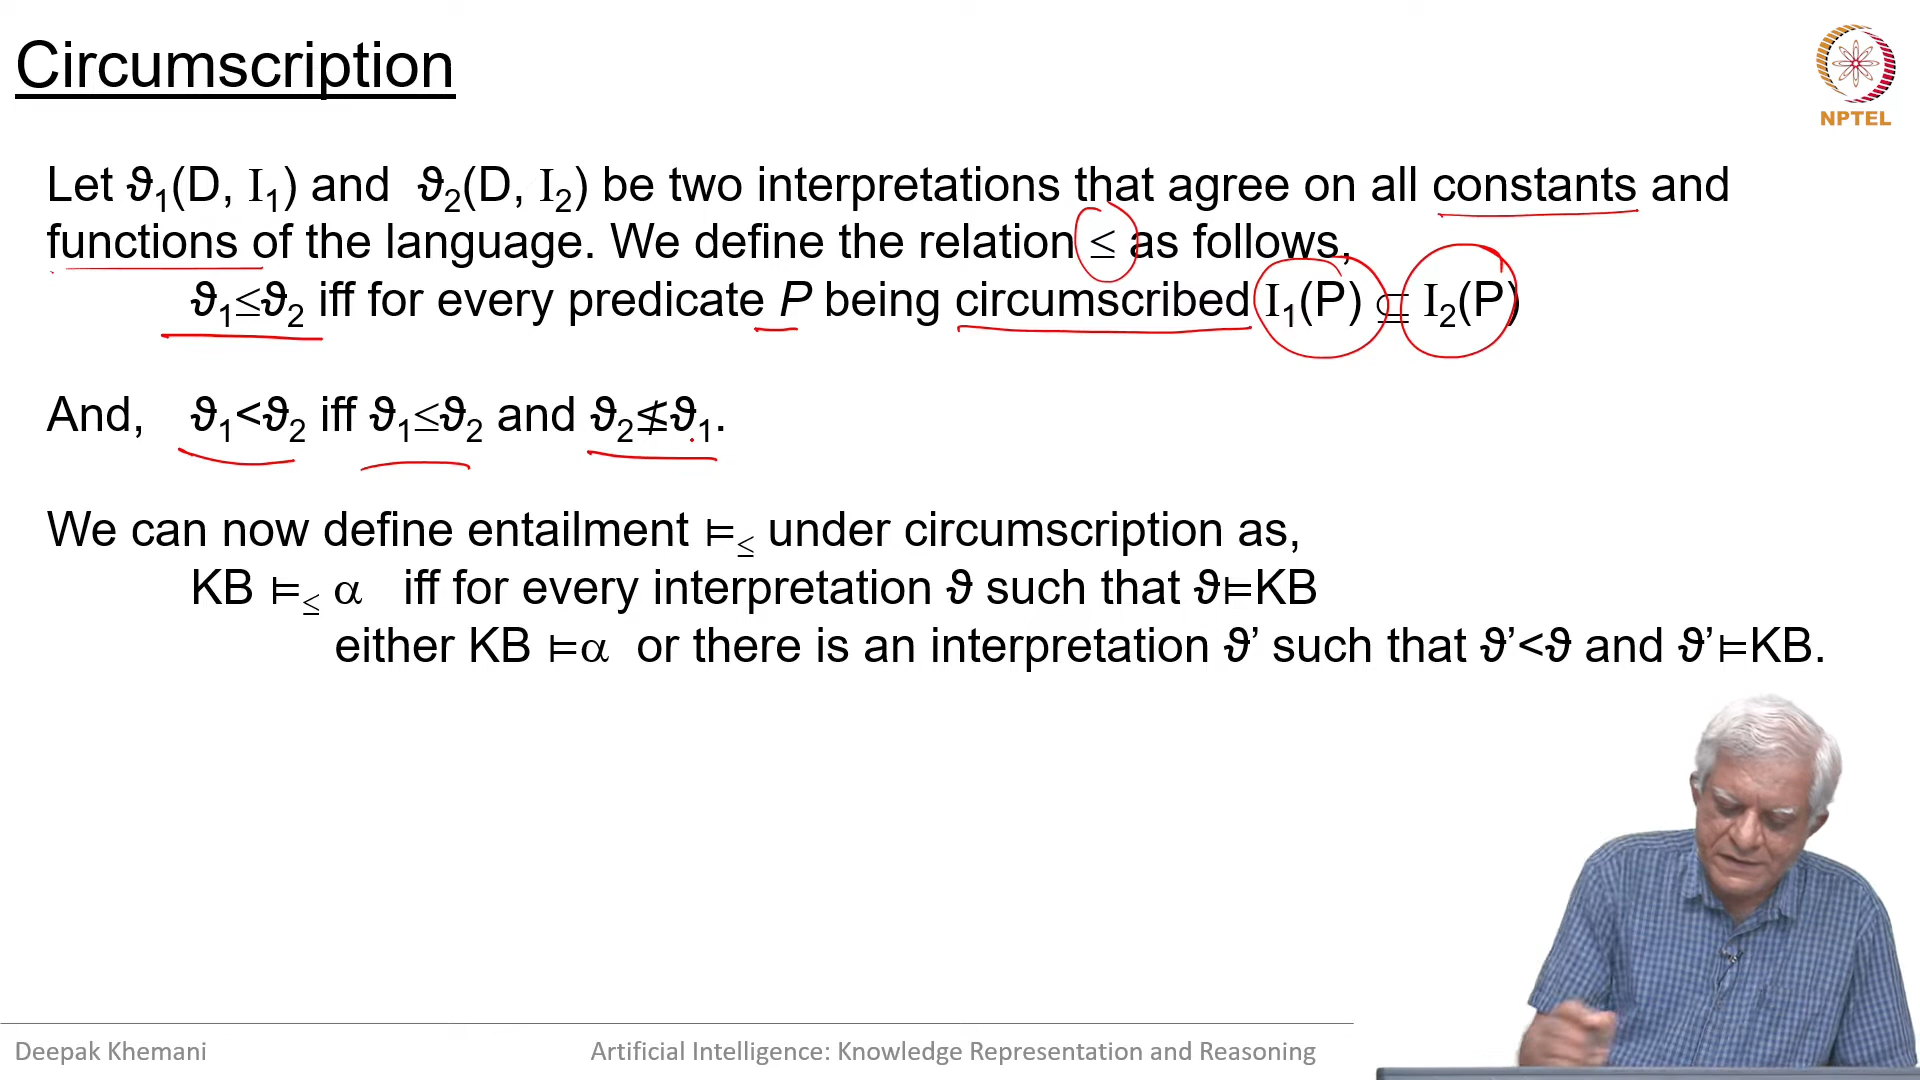 Circumscription
NPTEL
Let ϑ₁(D, I₁) and ϑ₂(D, I₂) be two interpretations that agree on all constants and
functions of the language. We define the relation ≤ as follows,
ϑ₁≤ϑ₂ iff for every predicate P being circumscribed I₁(P) ⊆ I₂(P)
And, ϑ₁<ϑ₂ iff ϑ₁≤ϑ₂ and ϑ₂≰ϑ₁.
We can now define entailment ⊨≤ under circumscription as,
KB ⊨≤ α iff for every interpretation ϑ such that ϑ⊨KB
either KB ⊨α or there is an interpretation ϑ’ such that ϑ’<ϑ and ϑ’⊨KB.
Deepak Khemani
Artificial Intelligence: Knowledge Representation and Reasoning